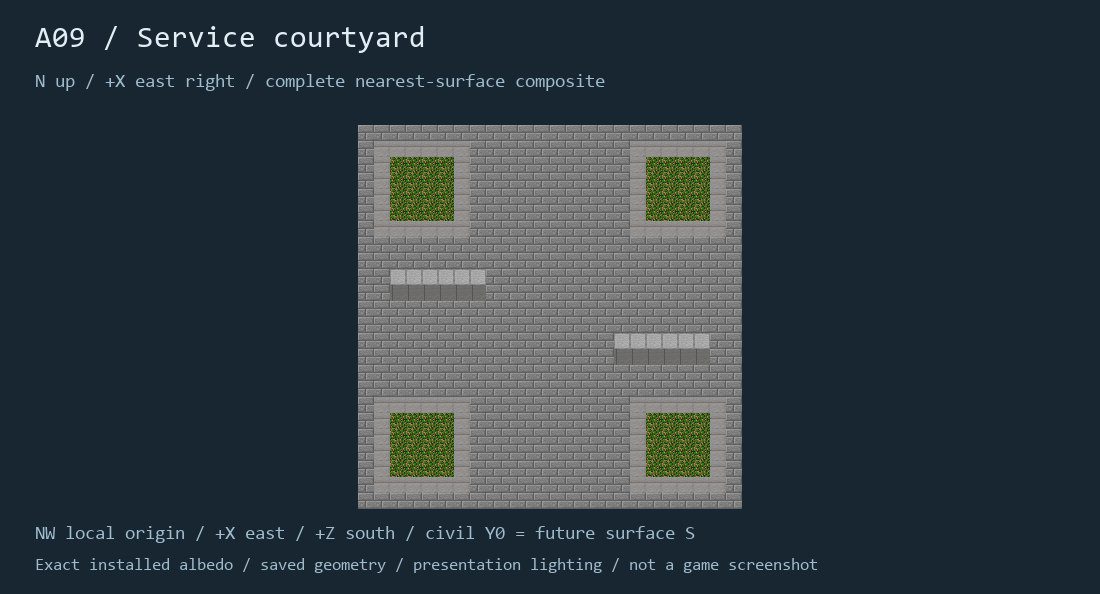 A09 / Service courtyard
N up / +X east right / complete nearest-surface composite
NW local origin / +X east / +Z south / civil Y0 = future surface S
Exact installed albedo / saved geometry / presentation lighting / not a game screenshot